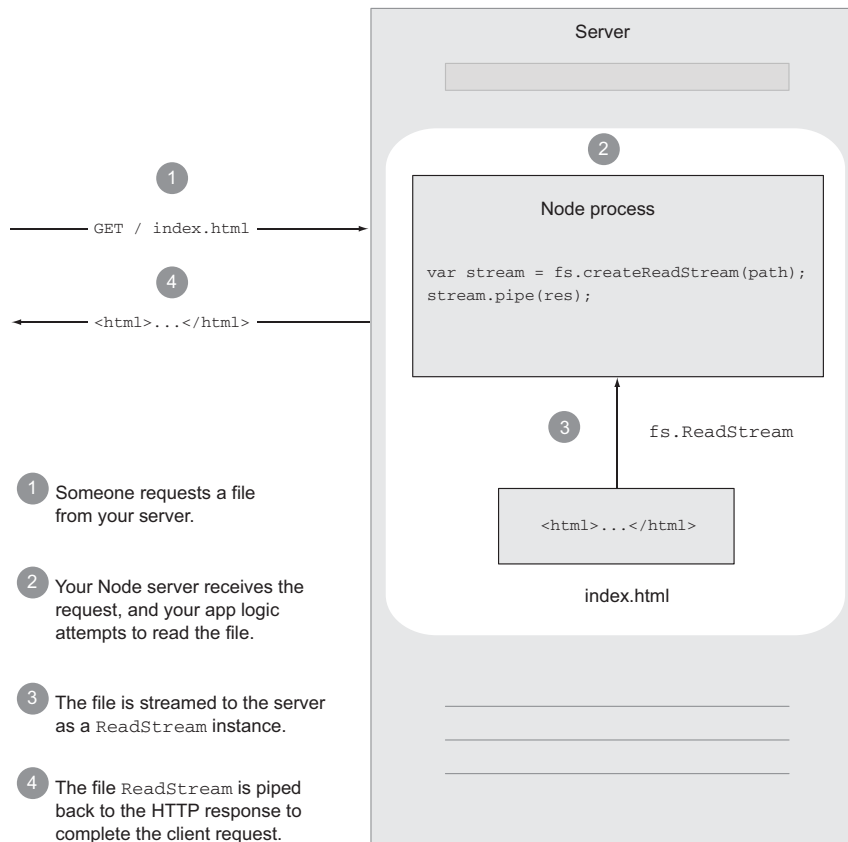 Server
2
1
Node process
GET / index.html
var stream = fs.createReadStream(path);
stream.pipe(res);
4
<html>...</html>
3
fs.ReadStream
<html>...</html>
index.html
1 Someone requests a file
from your server.
2 Your Node server receives the
request, and your app logic
attempts to read the file.
3 The file is streamed to the server
as a ReadStream instance.
4 The file ReadStream is piped
back to the HTTP response to
complete the client request.